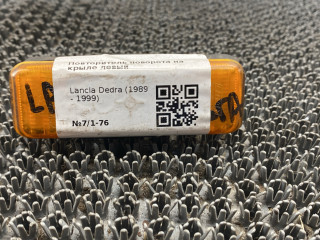 Повторитель поворота на
крыле левый
Lancia Dedra (1989
- 1999)
№7/1-76